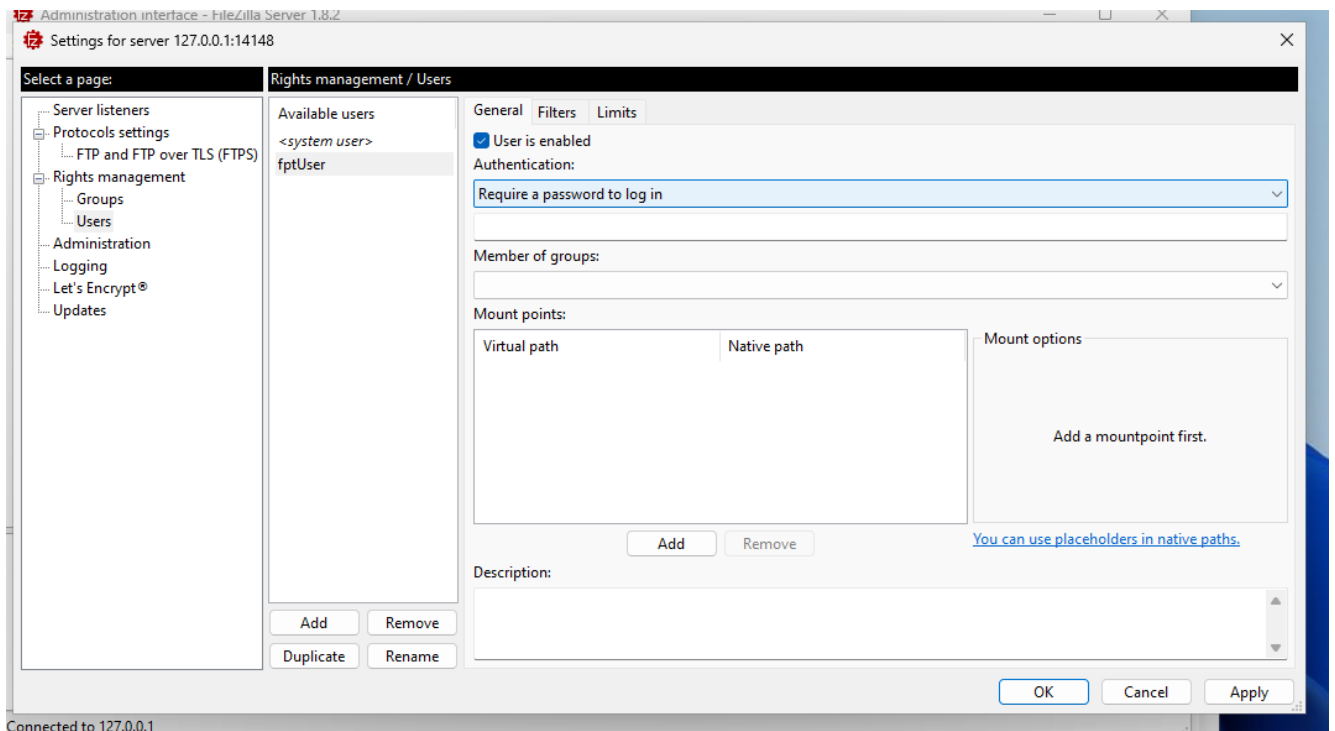 Administration interface - FileZilla Server 1.8.2
Settings for server 127.0.0.1:14148
Select a page:
Rights management / Users
Server listeners
Protocols settings
FTP and FTP over TLS (FTPS)
Rights management
Groups
Users
Administration
Logging
Let's Encrypt®
Updates
Available users
<system user>
fptUser
Add Remove
Duplicate Rename
General Filters Limits
User is enabled
Authentication:
Require a password to log in
Member of groups:
Mount points:
Virtual path Native path
Mount options
Add a mountpoint first.
Add Remove
You can use placeholders in native paths.
Description:
OK Cancel Apply
Connected to 127.0.0.1